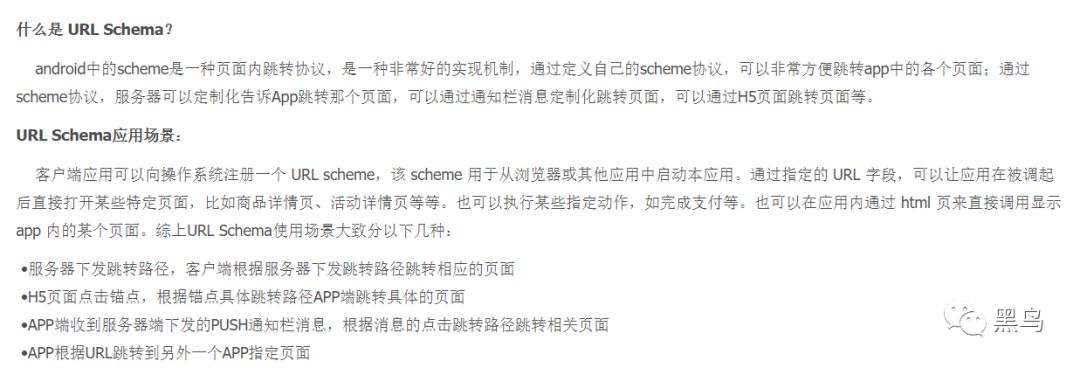 什么是 URL Schema？
android中的scheme是一种页面内跳转协议，是一种非常好的实现机制，通过定义自己的scheme协议，可以非常方便跳转app中的各个页面；通过
scheme协议，服务器可以定制化告诉App跳转那个页面，可以通过通知栏消息定制化跳转页面，可以通过H5页面跳转页面等。
URL Schema应用场景：
客户端应用可以向操作系统注册一个 URL scheme，该 scheme 用于从浏览器或其他应用中启动本应用。通过指定的 URL 字段，可以让应用在被调起
后直接打开某些特定页面，比如商品详情页、活动详情页等等。也可以执行某些指定动作，如完成支付等。也可以在应用内通过 html 页来直接调用显示
app 内的某个页面。综上URL Schema使用场景大致分以下几种：
•服务器下发跳转路径，客户端根据服务器下发跳转路径跳转相应的页面
•H5页面点击锚点，根据锚点具体跳转路径APP端跳转具体的页面
•APP端收到服务器端下发的PUSH通知栏消息，根据消息的点击跳转路径跳转相关页面
•APP根据URL跳转到另外一个APP指定页面
黑鸟